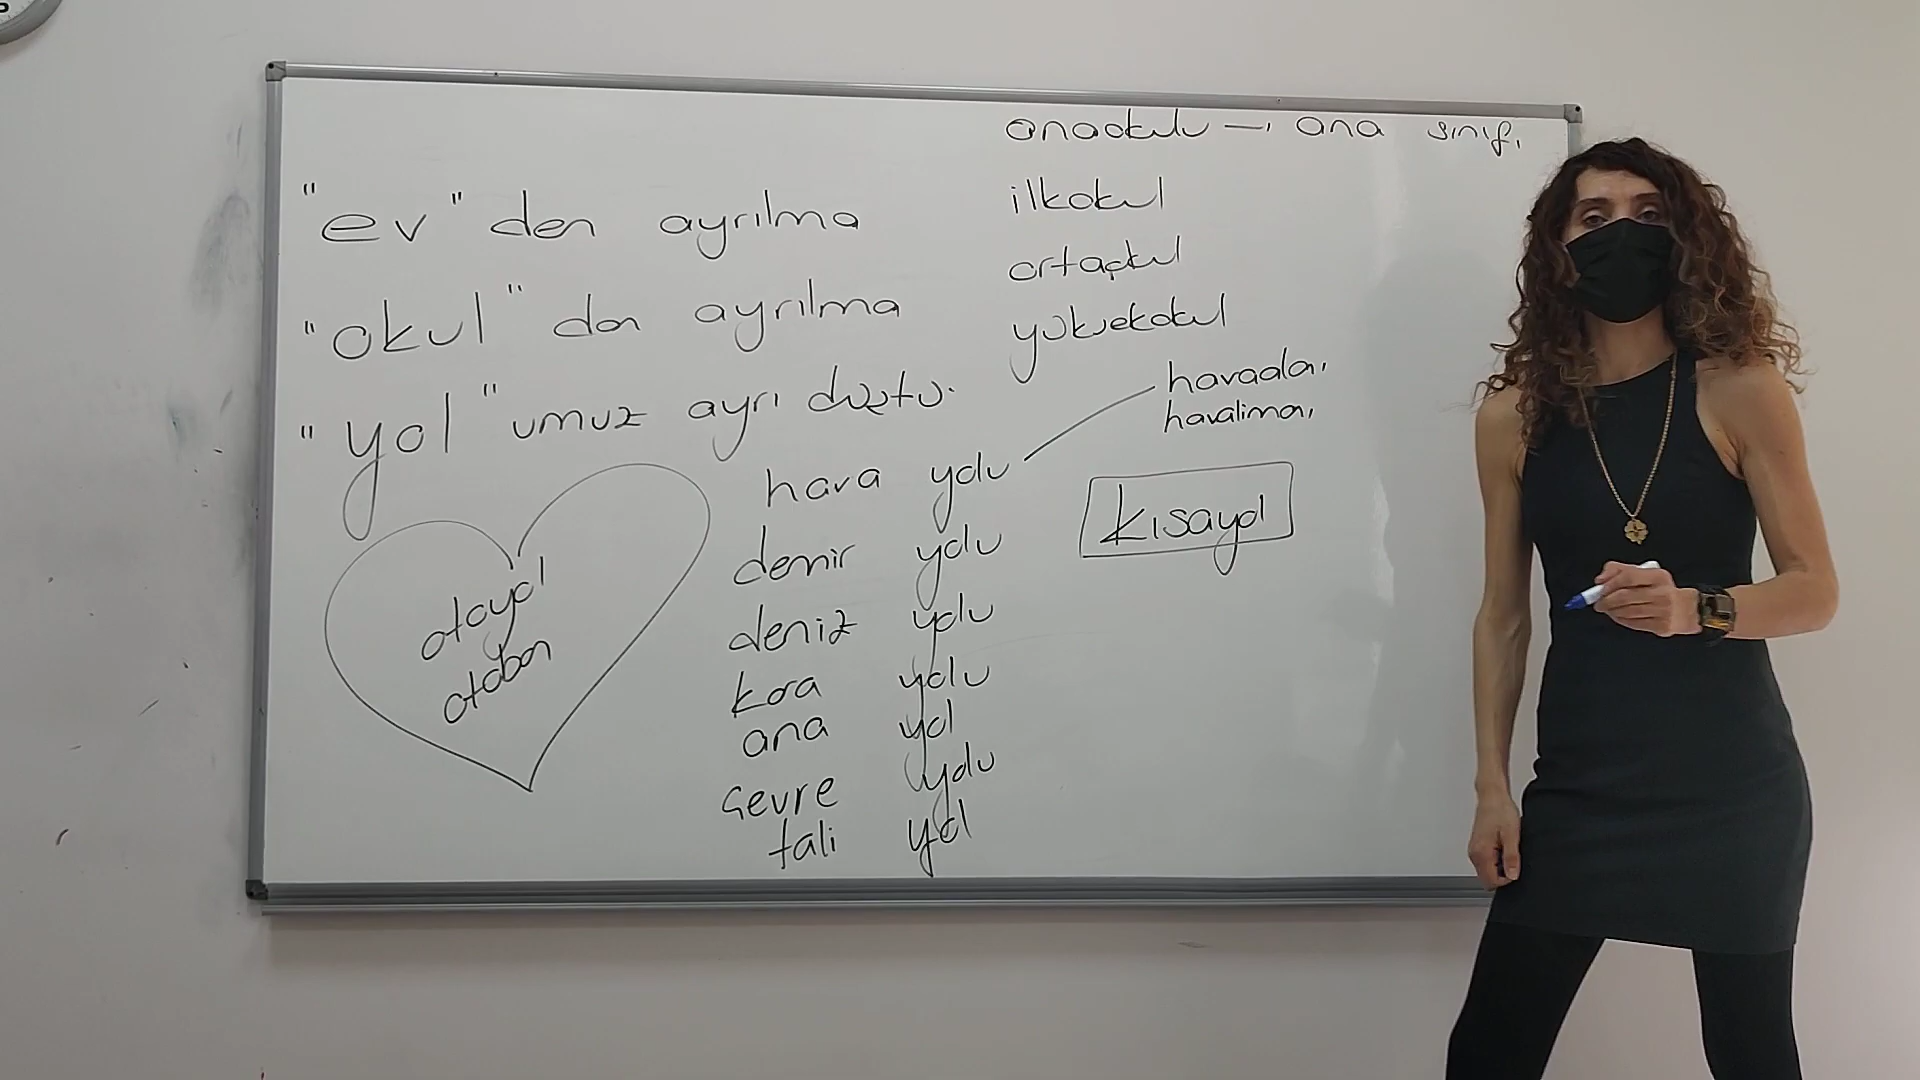 "ev"den ayrılma
"okul"dan ayrılma
"yol"umuz ayrı düştü.
otoyol
otoban
anaokulu → ana sınıfı
ilkokul
ortaokul
yüksekokul
havaalanı
havalimanı
hava yolu
demir yolu
deniz yolu
kara yolu
ana yol
çevre yolu
tali yol
kısayol